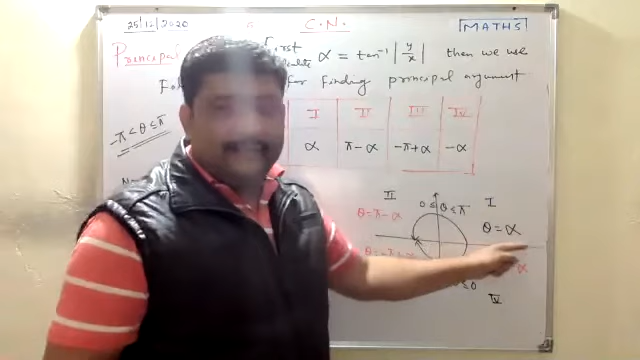 25/12/2020 C.N. MATHS
Principal First α = tan⁻¹ |y/x| then we use
for finding principal argument
I II III IV
-π < θ ≤ π
α π-α -π+α -α
II 0 ≤ θ ≤ π I
θ = π-α θ = α
θ = -π+α α
≤ 0
IV